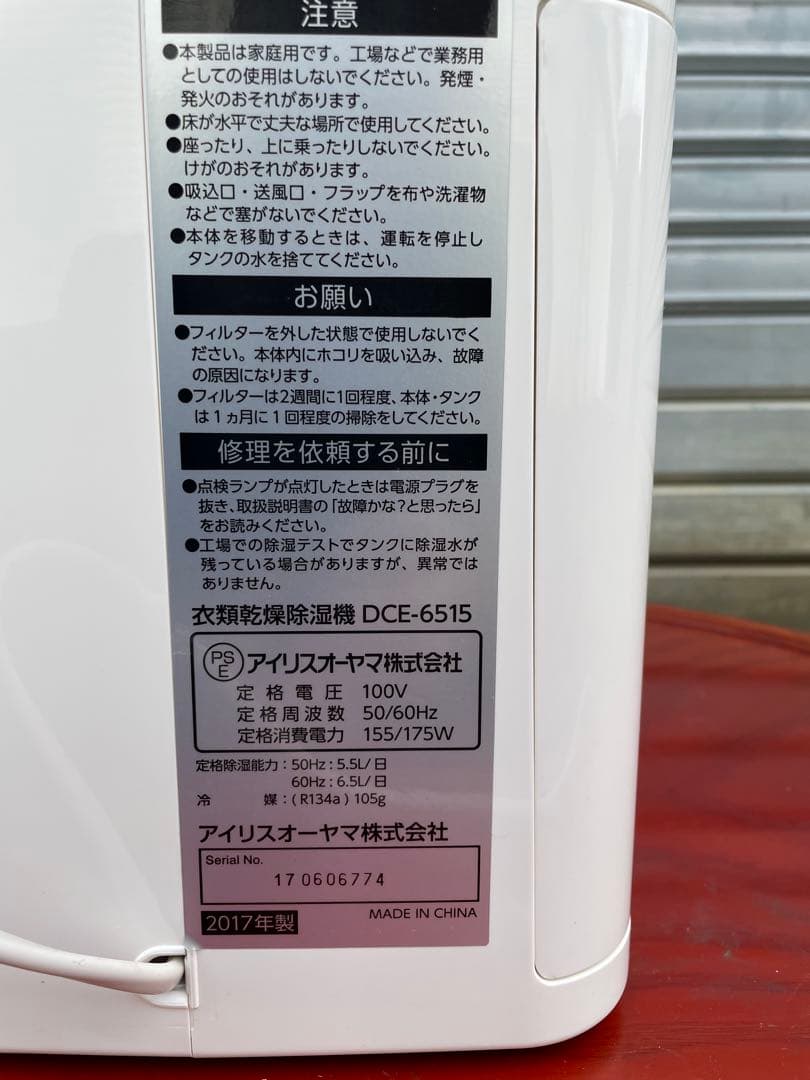 注意
●本製品は家庭用です。工場などで業務用
としての使用はしないでください。発煙・
発火のおそれがあります。
●床が水平で丈夫な場所で使用してください。
●座ったり、上に乗ったりしないでください。
けがのおそれがあります。
●吸込口・送風口・フラップを布や洗濯物
などで塞がないでください。
●本体を移動するときは、運転を停止し
タンクの水を捨ててください。
お願い
●フィルターを外した状態で使用しないでく
ださい。本体内にホコリを吸い込み、故障
の原因になります。
●フィルターは2週間に1回程度、本体・タンク
は1ヵ月に1回程度の掃除をしてください。
修理を依頼する前に
●点検ランプが点灯したときは電源プラグを
抜き、取扱説明書の「故障かな?と思ったら」
をお読みください。
●工場での除湿テストでタンクに除湿水が
残っている場合がありますが、異常では
ありません。
衣類乾燥除湿機 DCE-6515
PSE アイリスオーヤマ株式会社
定格電圧 100V
定格周波数 50/60Hz
定格消費電力 155/175W
定格除湿能力：50Hz：5.5L/日
60Hz：6.5L/日
冷媒：(R134a) 105g
アイリスオーヤマ株式会社
Serial No.
170606774
2017年製 MADE IN CHINA